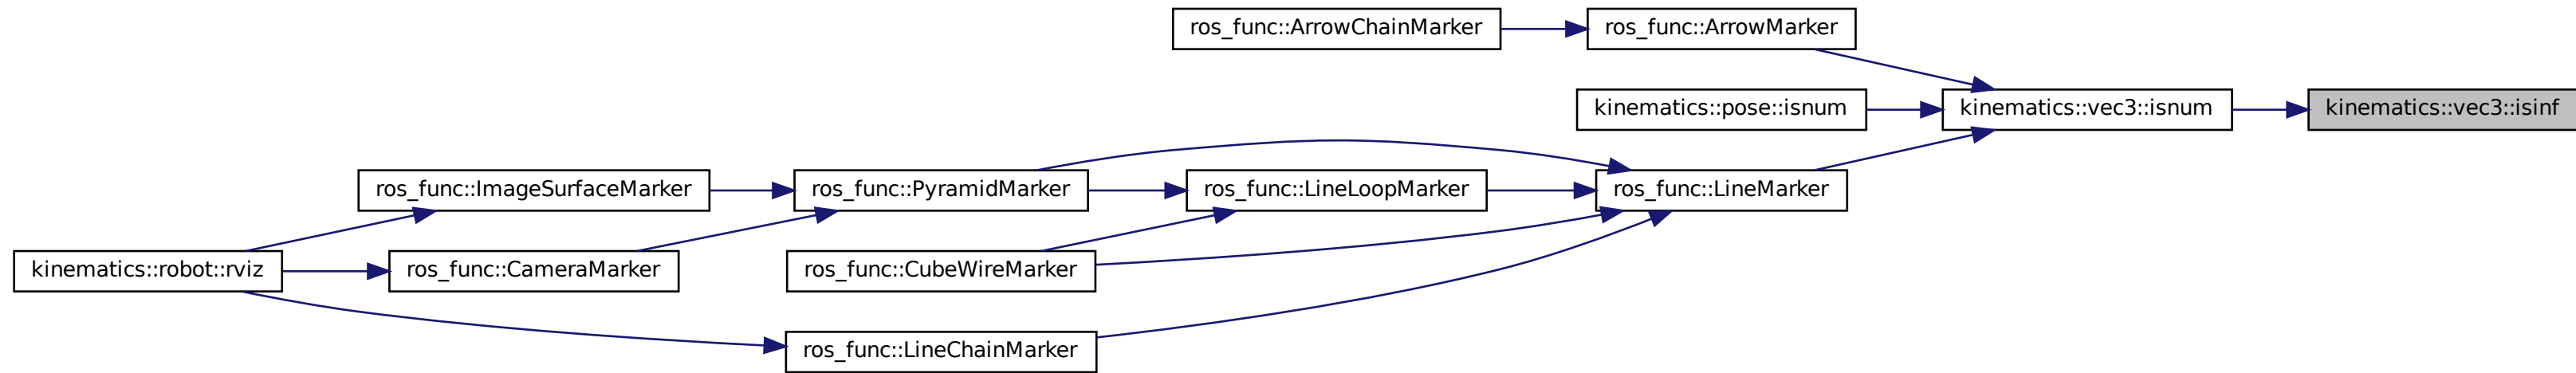 ros_func::ArrowChainMarker
ros_func::ArrowMarker
kinematics::pose::isnum
kinematics::vec3::isnum
kinematics::vec3::isinf
ros_func::ImageSurfaceMarker
ros_func::PyramidMarker
ros_func::LineLoopMarker
ros_func::LineMarker
kinematics::robot::rviz
ros_func::CameraMarker
ros_func::CubeWireMarker
ros_func::LineChainMarker